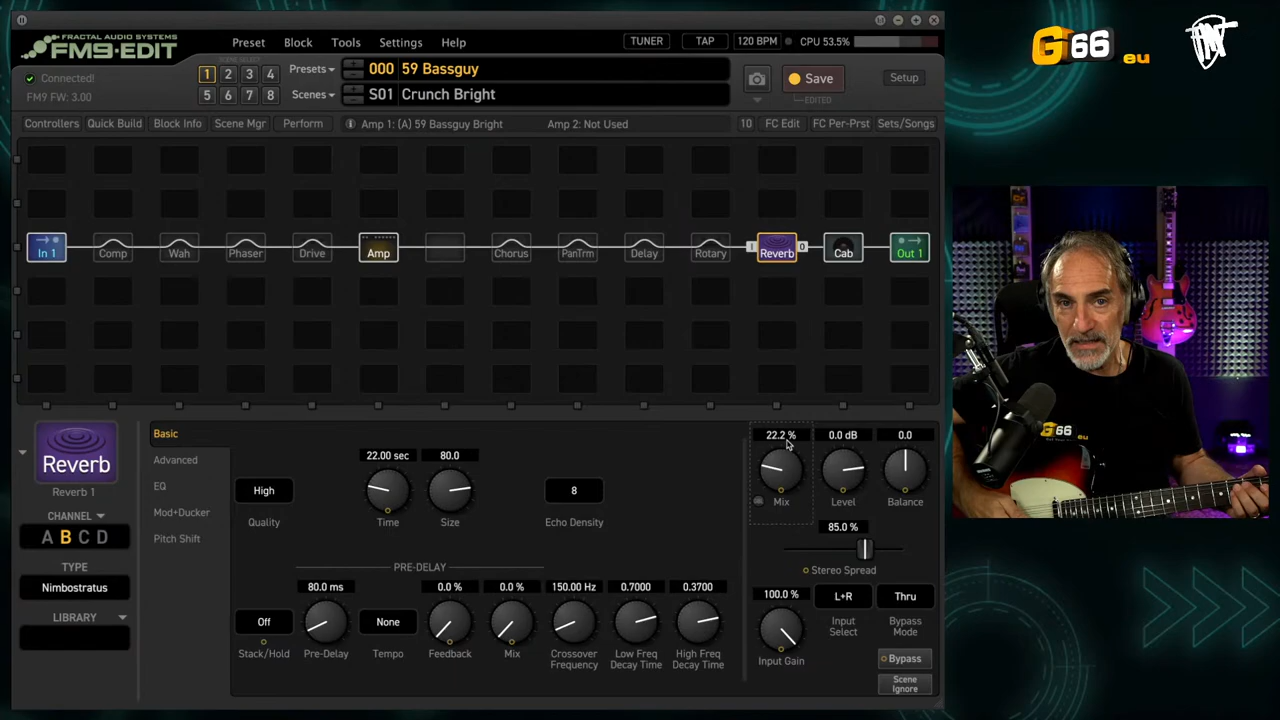 FRACTAL AUDIO SYSTEMS
FM9-EDIT
Preset Block Tools Settings Help
TUNER TAP 120 BPM CPU 53.5%
G 66
eu
Connected!
FM9 FW: 3.00
SCENE SELECT
1 2 3 4
5 6 7 8
Presets 000 59 Bassguy
Scenes S01 Crunch Bright
Save
EDITED
Setup
Controllers Quick Build Block Info Scene Mgr Perform Amp 1: (A) 59 Bassguy Bright Amp 2: Not Used 10 FC Edit FC Per-Prst Sets/Songs
In 1 Comp Wah Phaser Drive Amp Chorus PanTrm Delay Rotary I Reverb O Cab Out 1
Reverb
Reverb 1
CHANNEL
A B C D
TYPE
Nimbostratus
LIBRARY
Basic
Advanced
EQ
Mod+Ducker
Pitch Shift
22.00 sec 80.0
High 8
Quality Time Size Echo Density
PRE-DELAY
80.0 ms 0.0 % 0.0 % 150.00 Hz 0.7000 0.3700
Off None
Stack/Hold Pre-Delay Tempo Feedback Mix Crossover Frequency Low Freq Decay Time High Freq Decay Time
22.2 % 0.0 dB 0.0
Mix Level Balance
85.0 %
Stereo Spread
100.0 % L+R Thru
Input Gain Input Select Bypass Mode
Bypass
Scene Ignore
G66